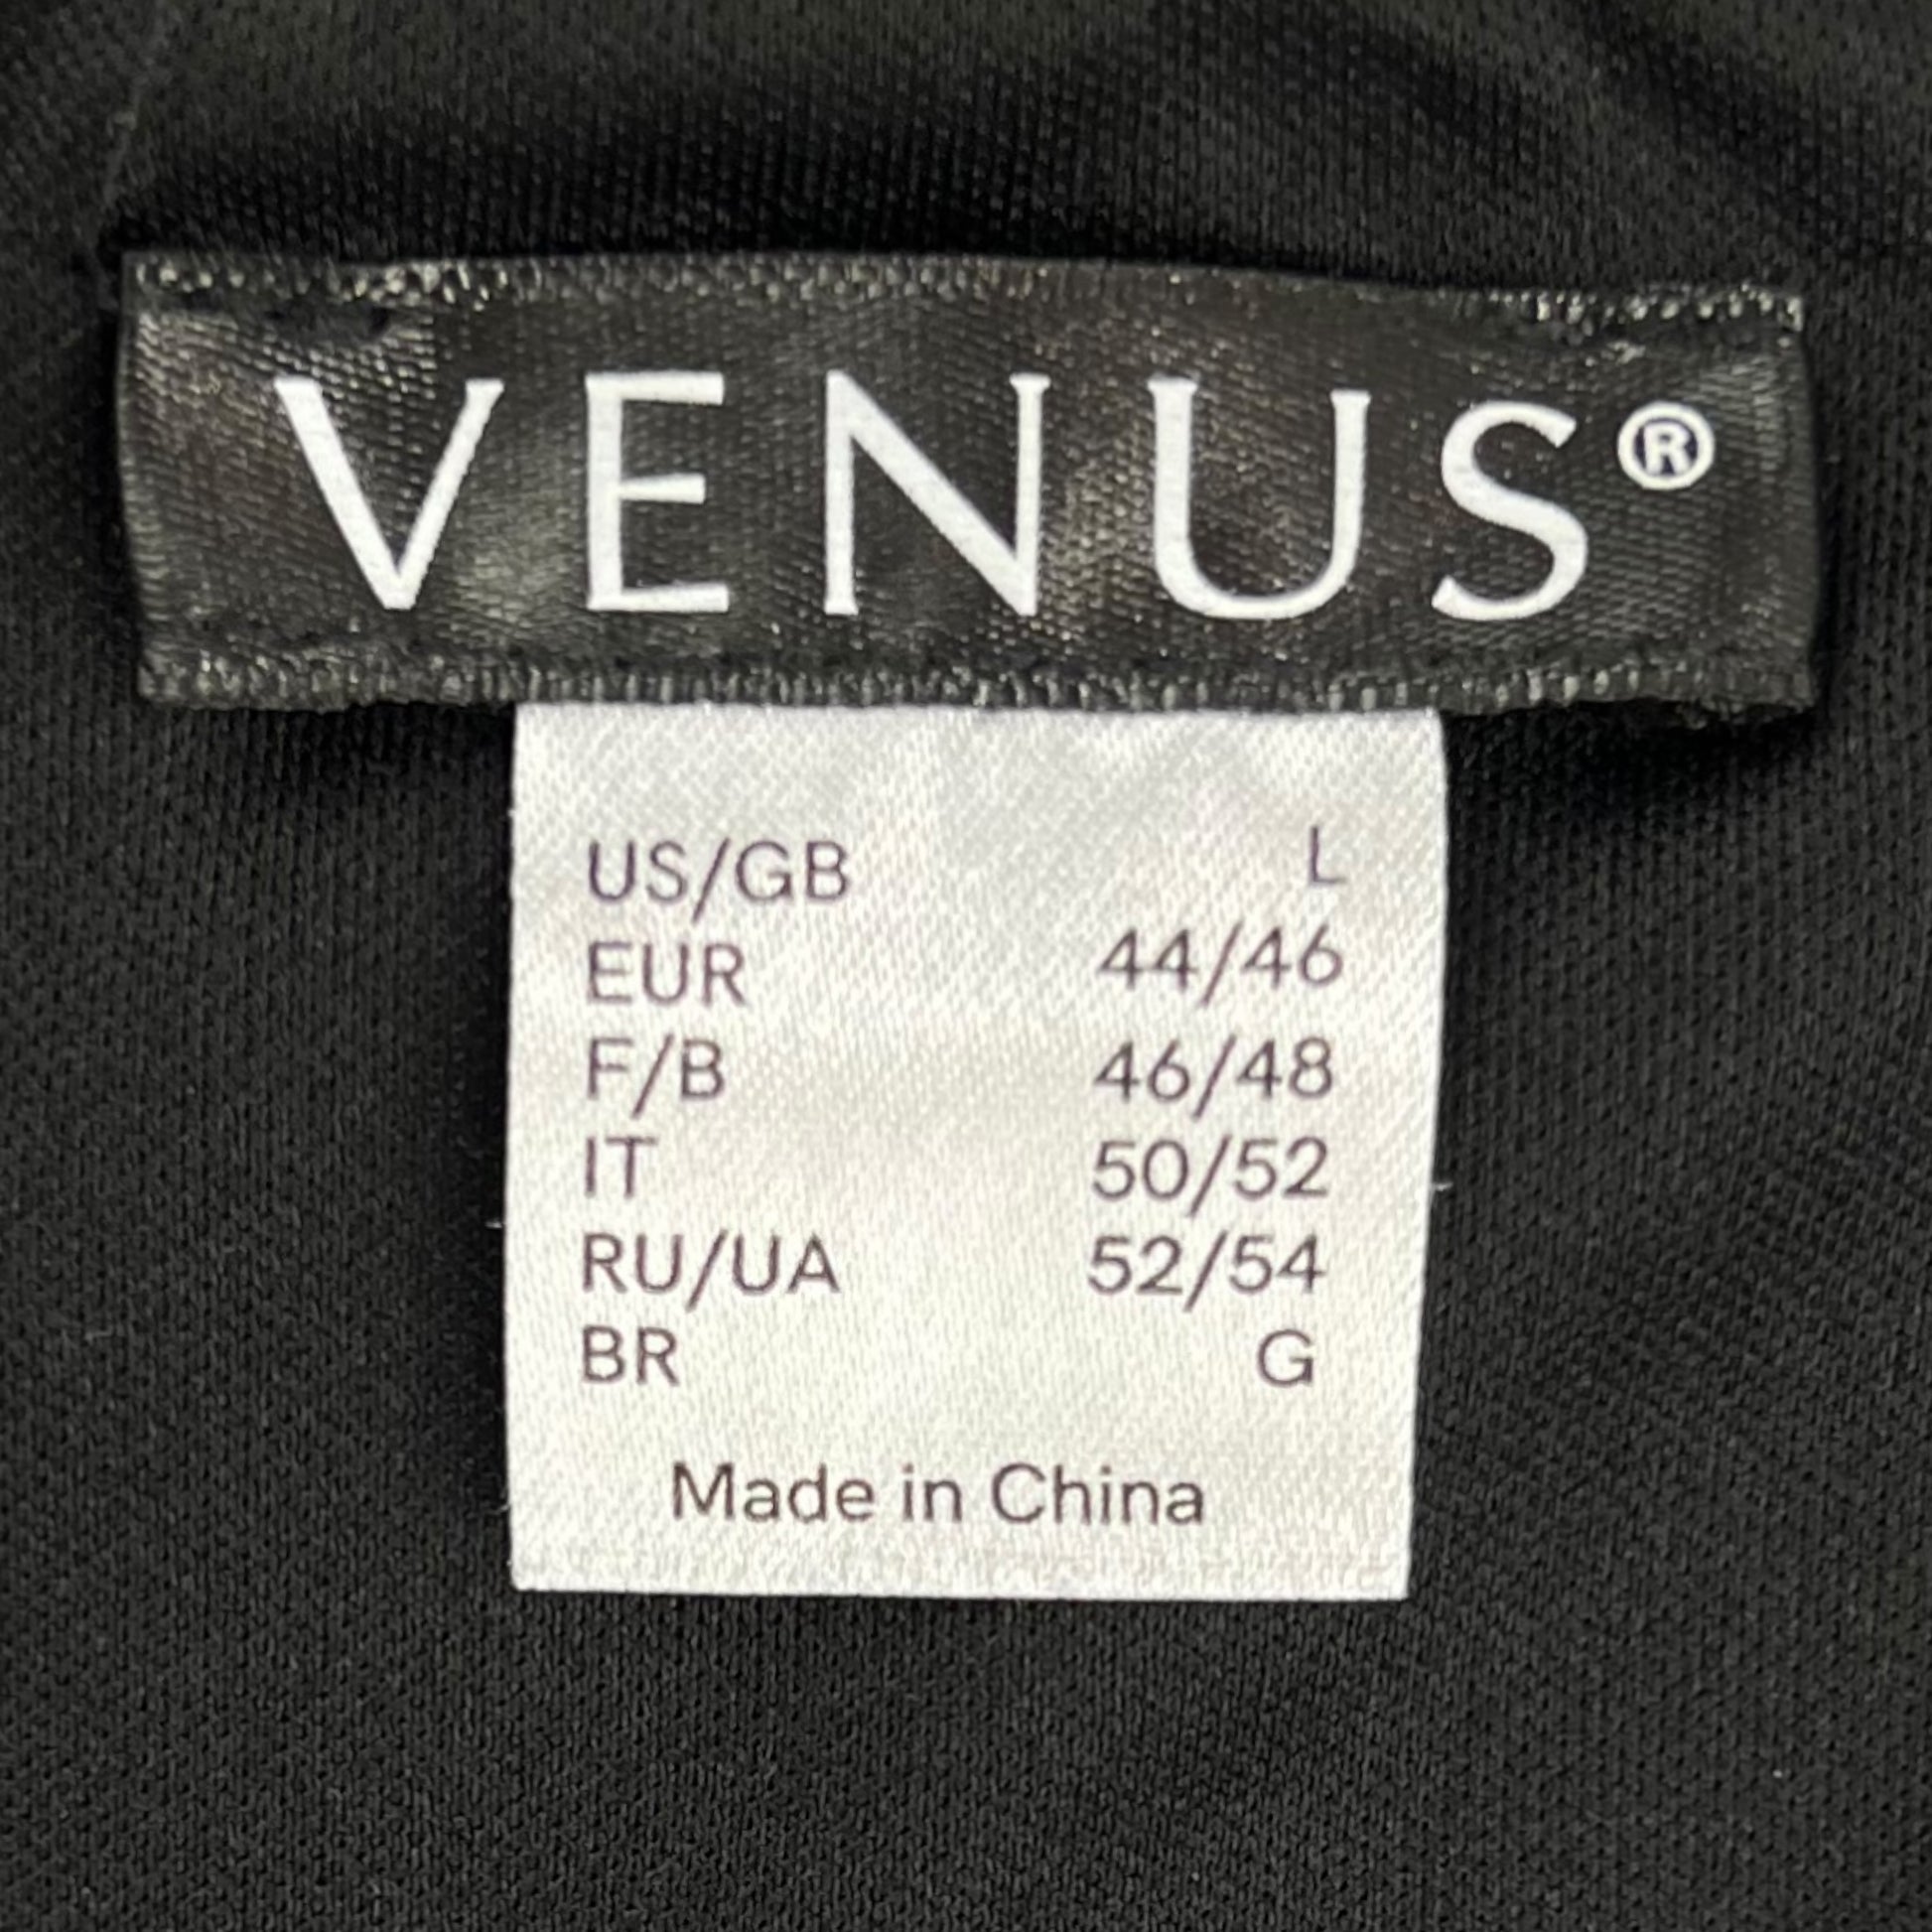 VENUS®
US/GB L
EUR 44/46
F/B 46/48
IT 50/52
RU/UA 52/54
BR G
Made in China